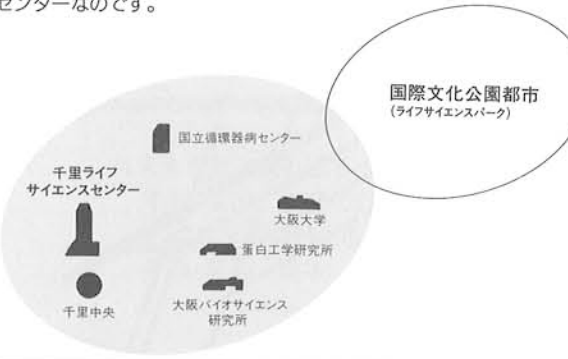 センターなのです。
国際文化公園都市
(ライフサイエンスパーク)
国立循環器病センター
千里ライフ
サイエンスセンター
大阪大学
蛋白工学研究所
千里中央
大阪バイオサイエンス
研究所